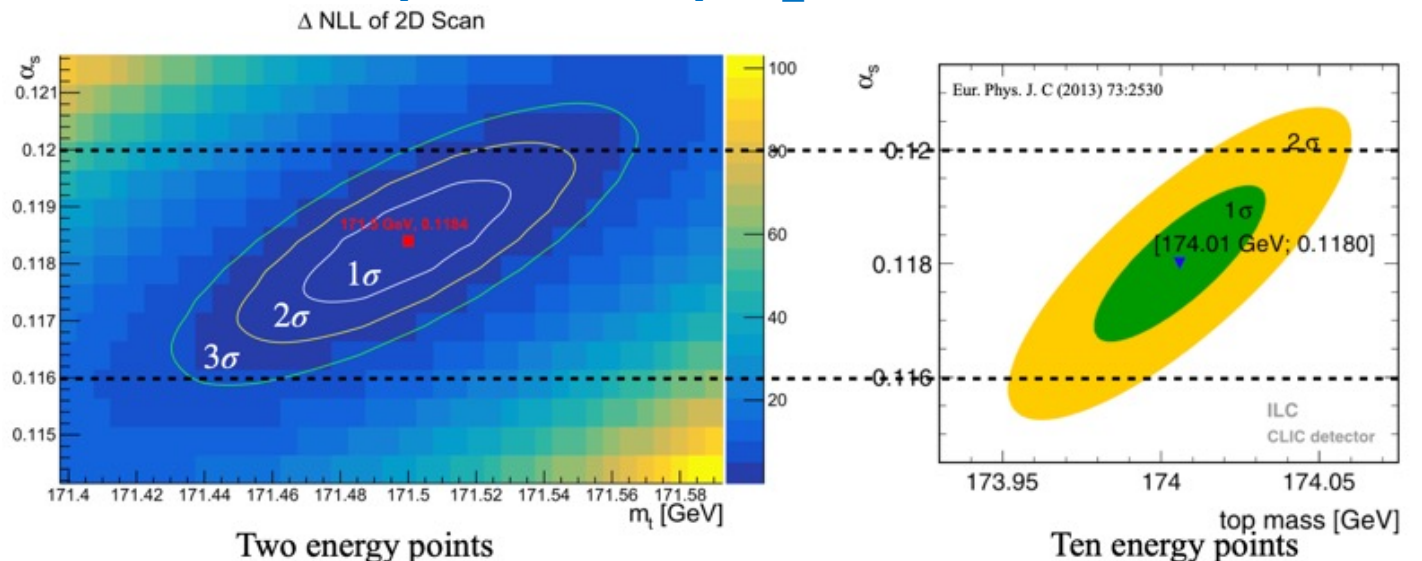 Δ NLL of 2D Scan
αs
0.121
0.12
0.119
0.118
0.117
0.116
0.115
171.5 GeV, 0.1184
1σ
2σ
3σ
171.4 171.42 171.44 171.46 171.48 171.5 171.52 171.54 171.56 171.58
mt [GeV]
100
80
60
40
20
Two energy points
αs
Eur. Phys. J. C (2013) 73:2530
0.12
0.118
0.116
2σ
1σ
[174.01 GeV; 0.1180]
ILC
CLIC detector
173.95 174 174.05
top mass [GeV]
Ten energy points